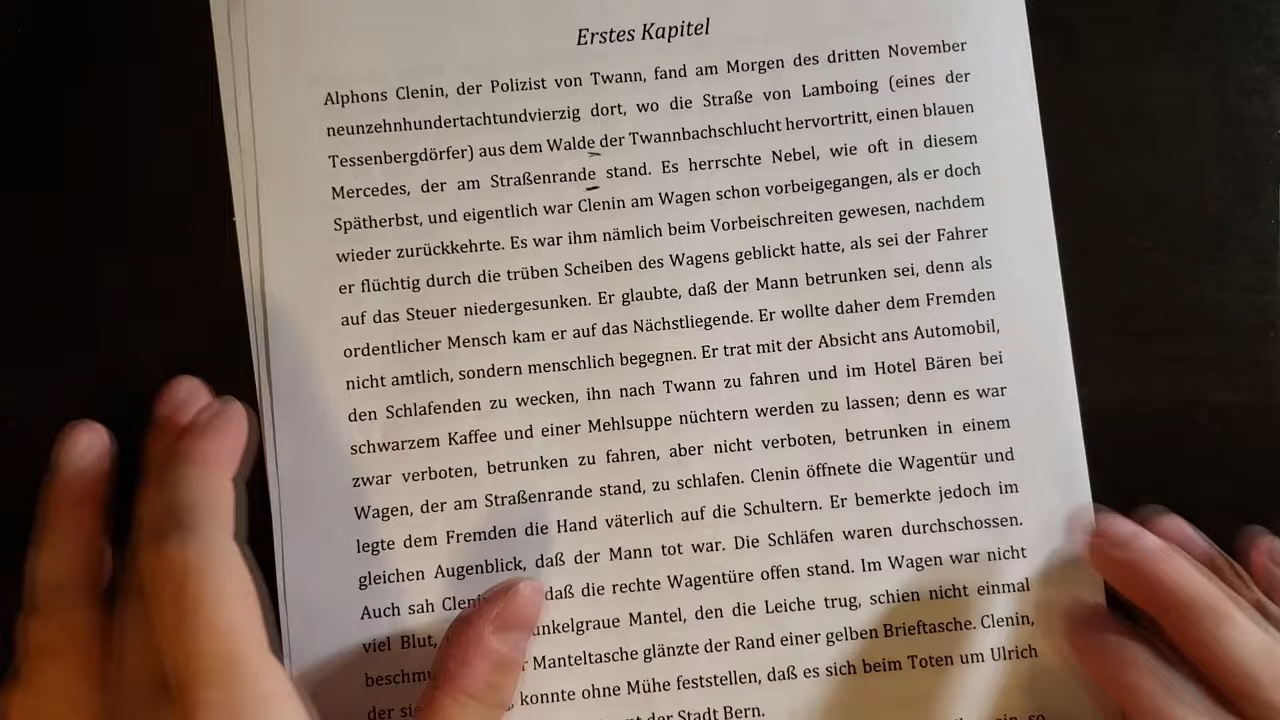 Erstes Kapitel
Alphons Clenin, der Polizist von Twann, fand am Morgen des dritten November
neunzehnhundertachtundvierzig dort, wo die Straße von Lamboing (eines der
Tessenbergdörfer) aus dem Walde der Twannbachschlucht hervortritt, einen blauen
Mercedes, der am Straßenrande stand. Es herrschte Nebel, wie oft in diesem
Spätherbst, und eigentlich war Clenin am Wagen schon vorbeigegangen, als er doch
wieder zurückkehrte. Es war ihm nämlich beim Vorbeischreiten gewesen, nachdem
er flüchtig durch die trüben Scheiben des Wagens geblickt hatte, als sei der Fahrer
auf das Steuer niedergesunken. Er glaubte, daß der Mann betrunken sei, denn als
ordentlicher Mensch kam er auf das Nächstliegende. Er wollte daher dem Fremden
nicht amtlich, sondern menschlich begegnen. Er trat mit der Absicht ans Automobil,
den Schlafenden zu wecken, ihn nach Twann zu fahren und im Hotel Bären bei
schwarzem Kaffee und einer Mehlsuppe nüchtern werden zu lassen; denn es war
zwar verboten, betrunken zu fahren, aber nicht verboten, betrunken in einem
Wagen, der am Straßenrande stand, zu schlafen. Clenin öffnete die Wagentür und
legte dem Fremden die Hand väterlich auf die Schultern. Er bemerkte jedoch im
gleichen Augenblick, daß der Mann tot war. Die Schläfen waren durchschossen.
Auch sah daß die rechte Wagentüre offen stand. Im Wagen war nicht
viel Blut, Mantel, den die Leiche trug, schien nicht einmal
Manteltasche glänzte der Rand einer gelben Brieftasche. Clenin,
der konnte ohne Mühe feststellen, daß es sich beim Toten um Ulrich
der Stadt Bern.